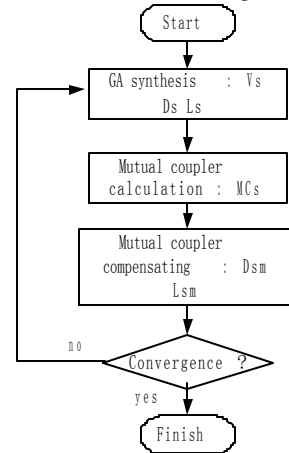 Start
GA synthesis : Vs
Ds Ls
Mutual coupler
calculation : MCs
Mutual coupler
compensating : Dsm
Lsm
no
Convergence ?
yes
Finish